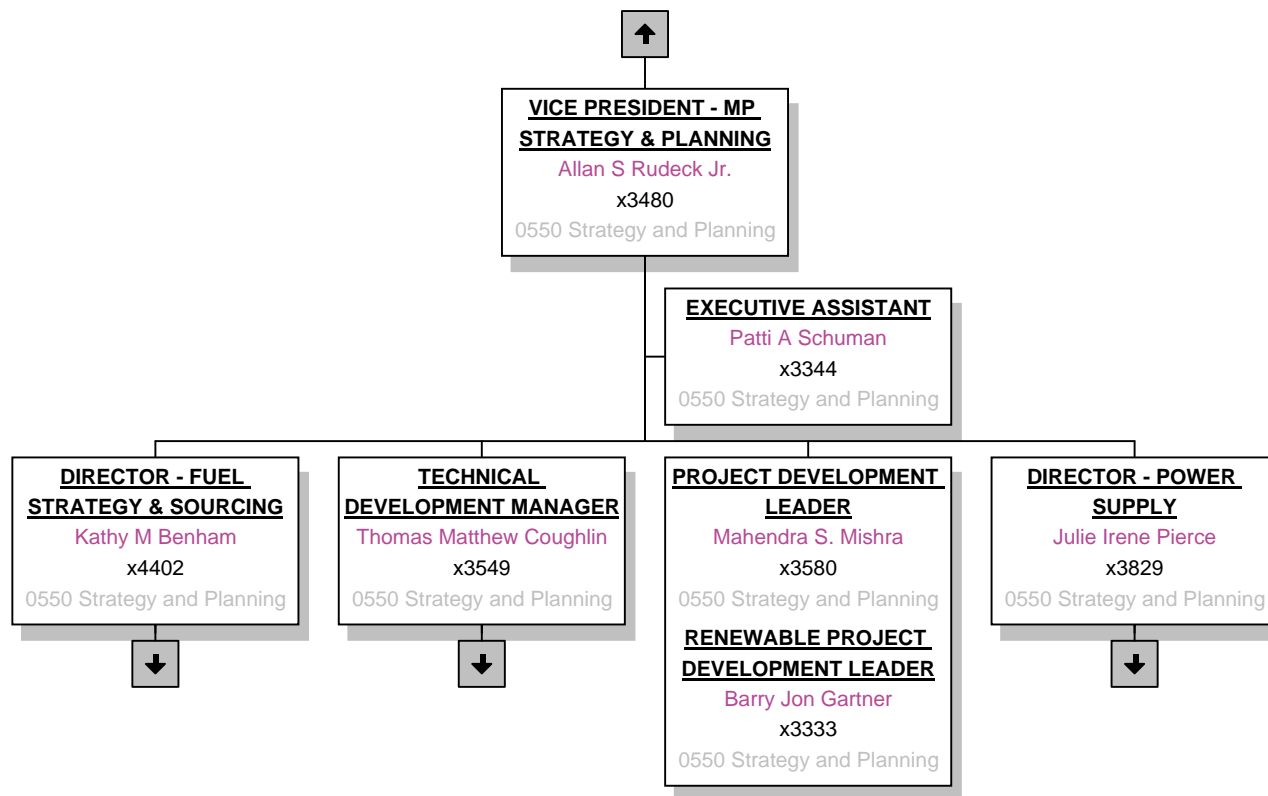 VICE PRESIDENT - MP
STRATEGY & PLANNING
Allan S Rudeck Jr.
x3480
0550 Strategy and Planning
EXECUTIVE ASSISTANT
Patti A Schuman
x3344
0550 Strategy and Planning
DIRECTOR - FUEL
STRATEGY & SOURCING
Kathy M Benham
x4402
0550 Strategy and Planning
TECHNICAL
DEVELOPMENT MANAGER
Thomas Matthew Coughlin
x3549
0550 Strategy and Planning
PROJECT DEVELOPMENT
LEADER
Mahendra S. Mishra
x3580
0550 Strategy and Planning
RENEWABLE PROJECT
DEVELOPMENT LEADER
Barry Jon Gartner
x3333
0550 Strategy and Planning
DIRECTOR - POWER
SUPPLY
Julie Irene Pierce
x3829
0550 Strategy and Planning